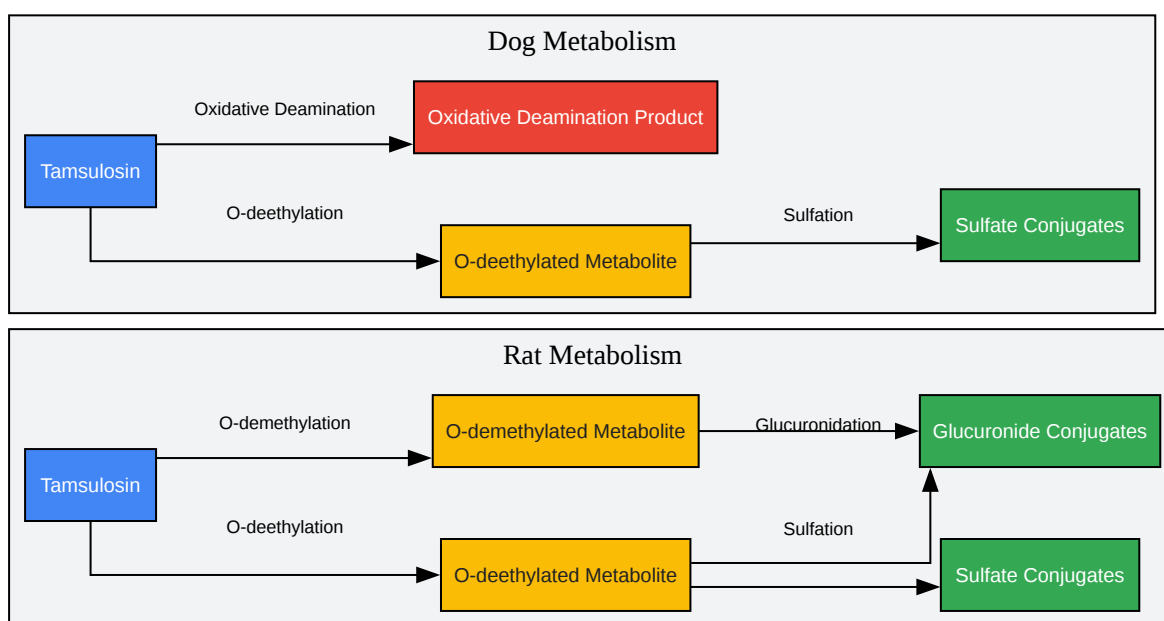 Dog Metabolism
Oxidative Deamination
Oxidative Deamination Product
Tamsulosin
O-deethylation
Sulfation
Sulfate Conjugates
O-deethylated Metabolite
Rat Metabolism
O-demethylation
O-demethylated Metabolite
Glucuronidation
Glucuronide Conjugates
Tamsulosin
O-deethylation
Sulfation
O-deethylated Metabolite
Sulfate Conjugates